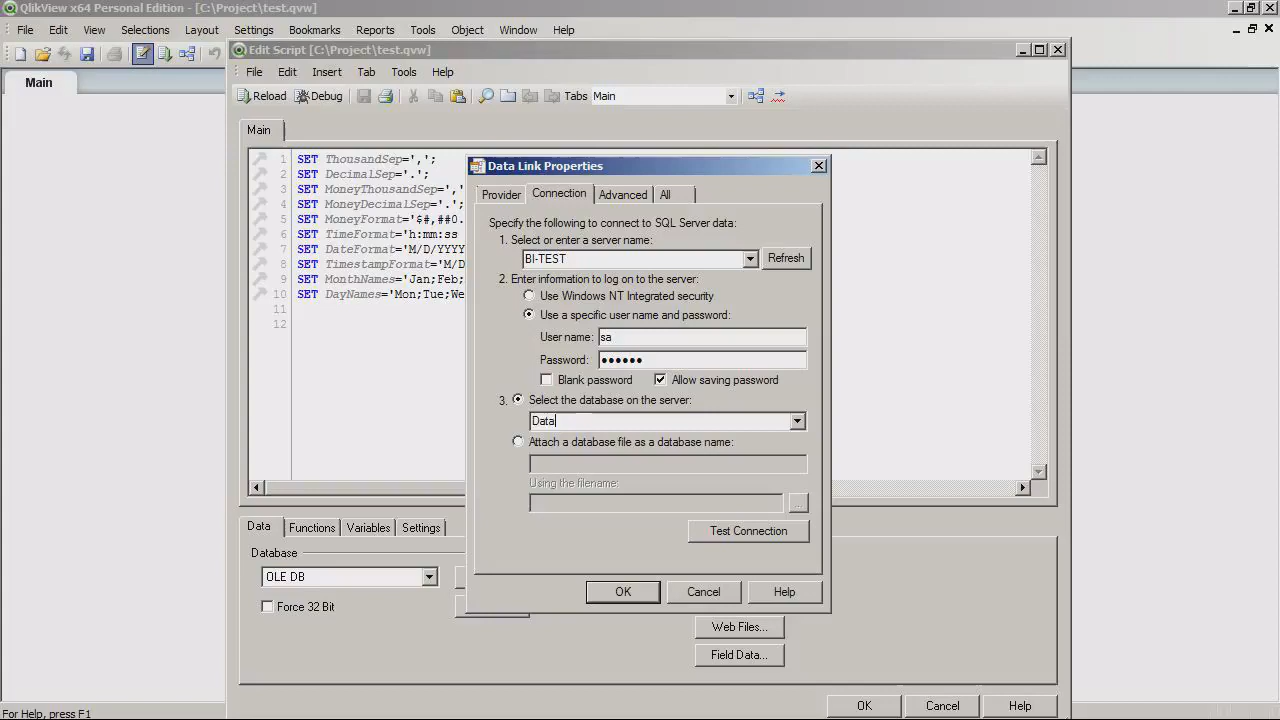 QlikView x64 Personal Edition - [C:\Project\test.qvw]
File Edit View Selections Layout Settings Bookmarks Reports Tools Object Window Help
Main
Edit Script [C:\Project\test.qvw]
File Edit Insert Tab Tools Help
Reload Debug Tabs Main
Main
1 SET ThousandSep=',';
2 SET DecimalSep='.';
3 SET MoneyThousandSep=','
4 SET MoneyDecimalSep='.';
5 SET MoneyFormat='$#,##0.
6 SET TimeFormat='h:mm:ss
7 SET DateFormat='M/D/YYYY
8 SET TimestampFormat='M/D
9 SET MonthNames='Jan;Feb;
10 SET DayNames='Mon;Tue;We
11
12
Data Link Properties
Provider Connection Advanced All
Specify the following to connect to SQL Server data:
1. Select or enter a server name:
BI-TEST Refresh
2. Enter information to log on to the server:
Use Windows NT Integrated security
Use a specific user name and password:
User name: sa
Password: ••••••
Blank password Allow saving password
3. Select the database on the server:
Data
Attach a database file as a database name:
Using the filename:
...
Test Connection
OK Cancel Help
Data Functions Variables Settings
Database
OLE DB
Force 32 Bit
Web Files...
Field Data...
OK Cancel Help
For Help, press F1